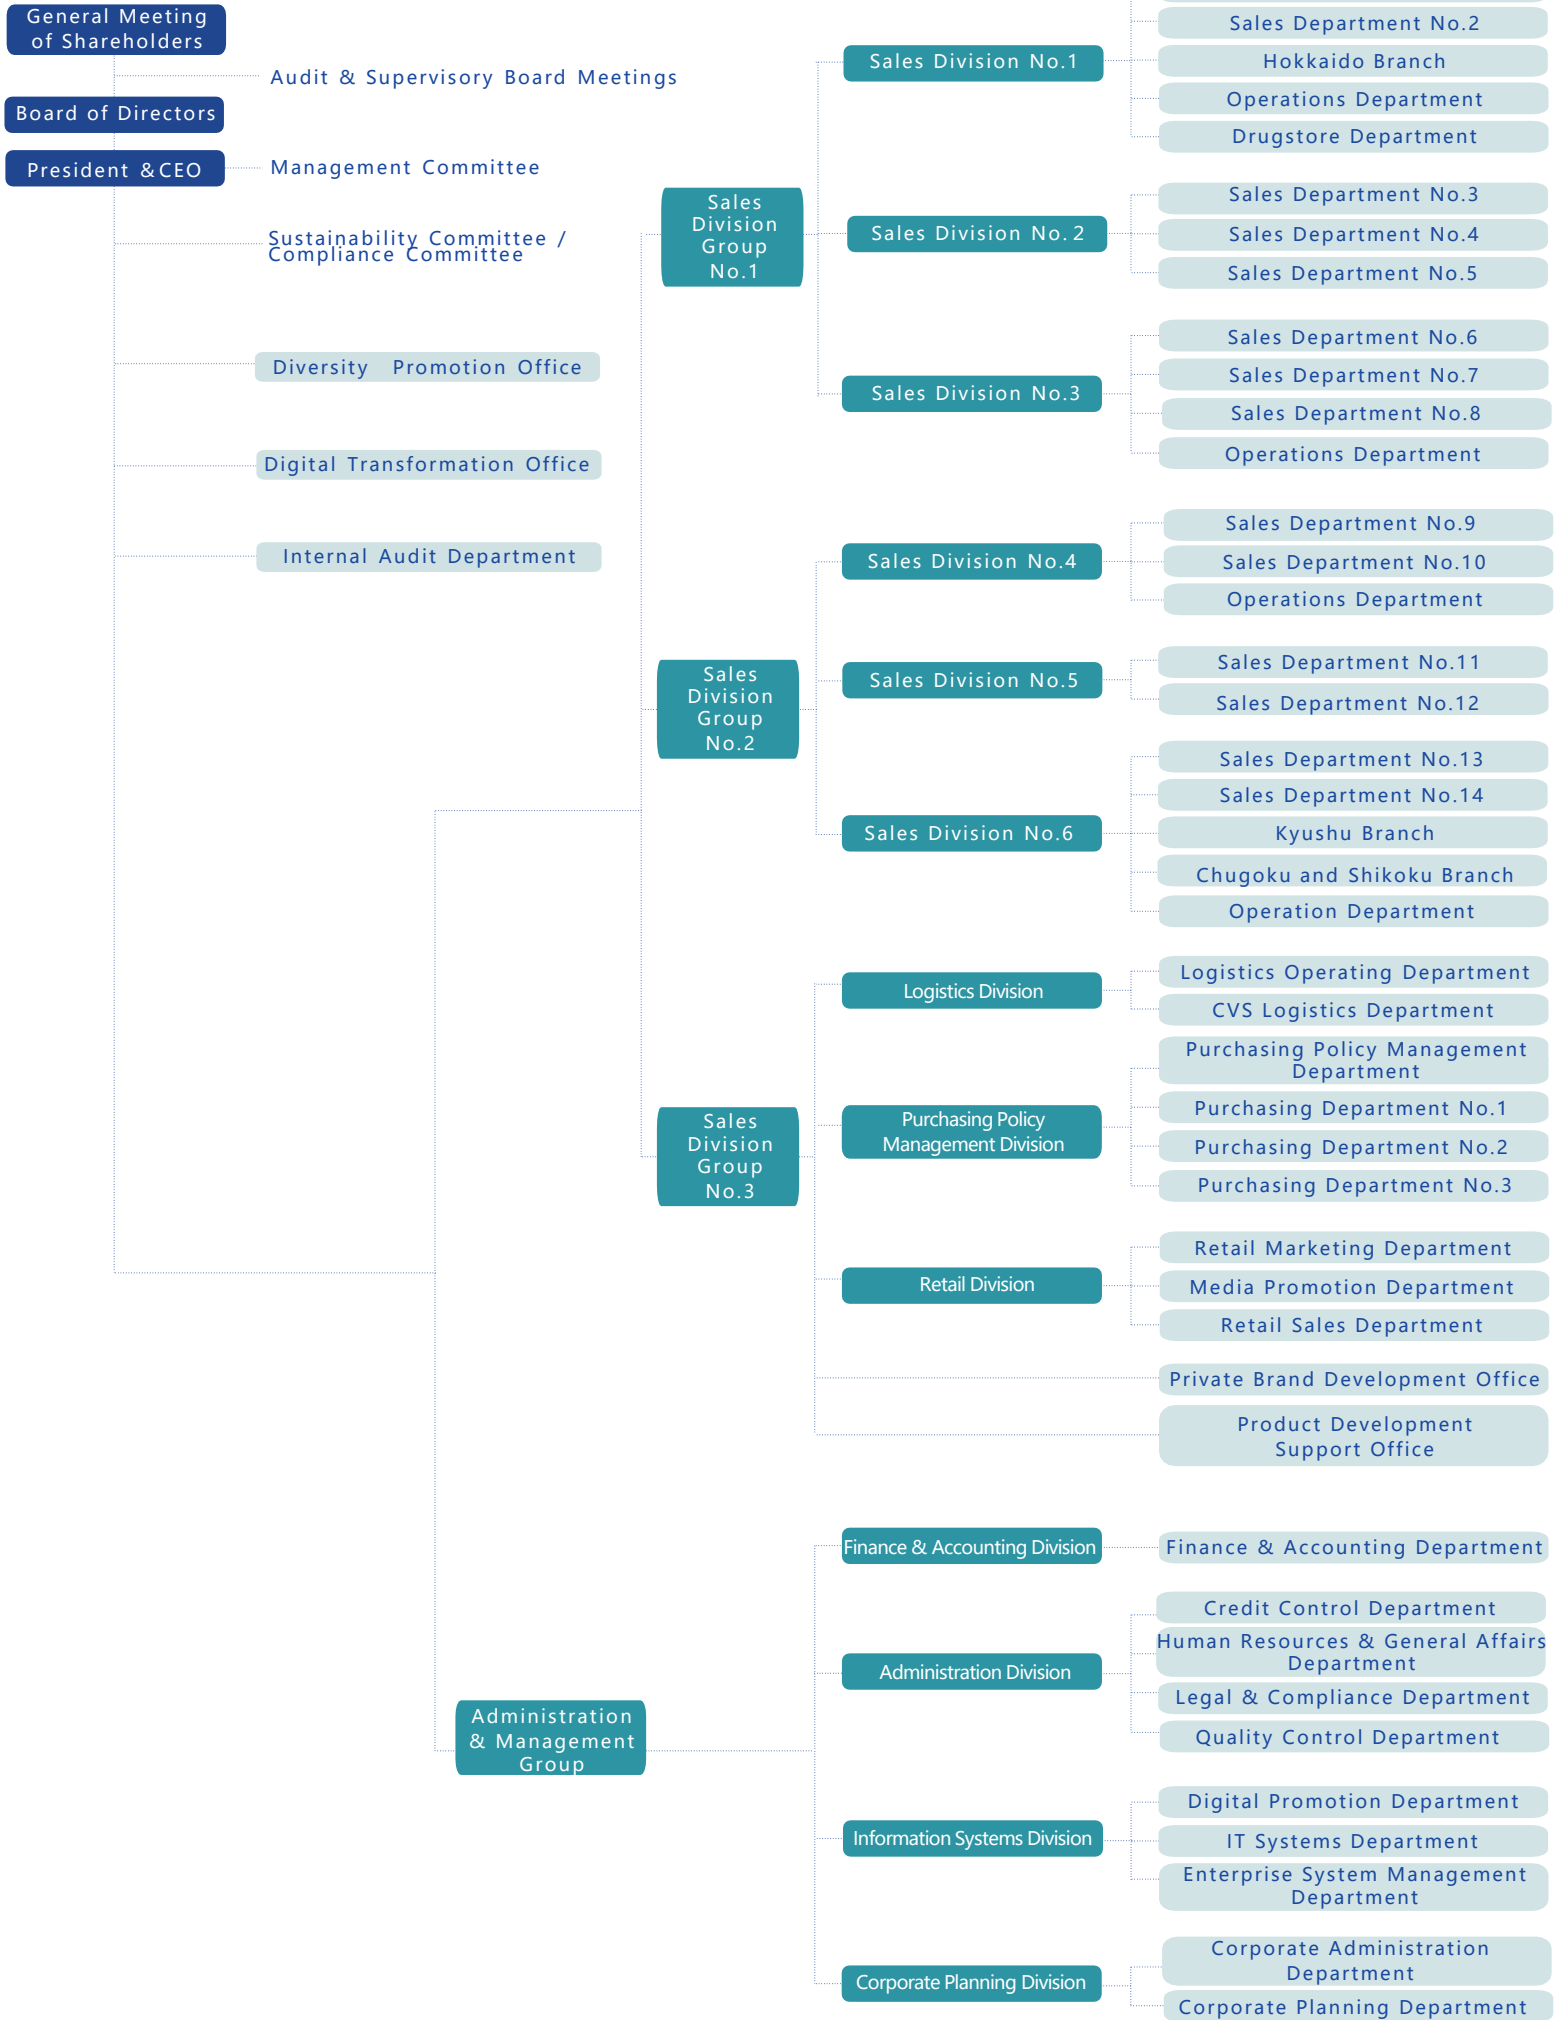 General Meeting
of Shareholders
Audit & Supervisory Board Meetings
Board of Directors
President &CEO
Management Committee
Sustainability Committee /
Compliance Committee
Diversity Promotion Office
Digital Transformation Office
Internal Audit Department
Sales
Division
Group
No.1
Sales Division No.1
Sales Department No.2
Hokkaido Branch
Operations Department
Drugstore Department
Sales Division No. 2
Sales Department No.3
Sales Department No.4
Sales Department No.5
Sales Division No.3
Sales Department No.6
Sales Department No.7
Sales Department No.8
Operations Department
Sales
Division
Group
No.2
Sales Division No.4
Sales Department No.9
Sales Department No.10
Operations Department
Sales Division No.5
Sales Department No.11
Sales Department No.12
Sales Division No.6
Sales Department No.13
Sales Department No.14
Kyushu Branch
Chugoku and Shikoku Branch
Operation Department
Sales
Division
Group
No.3
Logistics Division
Logistics Operating Department
CVS Logistics Department
Purchasing Policy
Management Division
Purchasing Policy Management
Department
Purchasing Department No.1
Purchasing Department No.2
Purchasing Department No.3
Retail Division
Retail Marketing Department
Media Promotion Department
Retail Sales Department
Private Brand Development Office
Product Development
Support Office
Administration
& Management
Group
Finance & Accounting Division
Finance & Accounting Department
Administration Division
Credit Control Department
Human Resources & General Affairs
Department
Legal & Compliance Department
Quality Control Department
Information Systems Division
Digital Promotion Department
IT Systems Department
Enterprise System Management
Department
Corporate Planning Division
Corporate Administration
Department
Corporate Planning Department